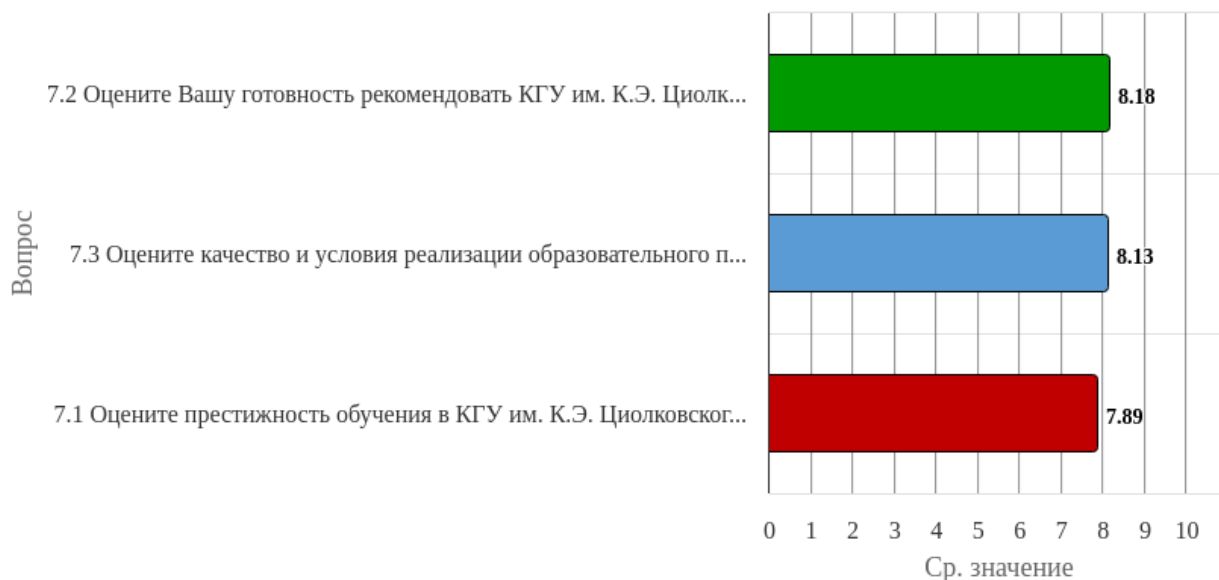 7.2 Оцените Вашу готовность рекомендовать КГУ им. К.Э. Циолк...
8.18
Вопрос
7.3 Оцените качество и условия реализации образовательного п...
8.13
7.1 Оцените престижность обучения в КГУ им. К.Э. Циолковског...
7.89
0 1 2 3 4 5 6 7 8 9 10
Ср. значение